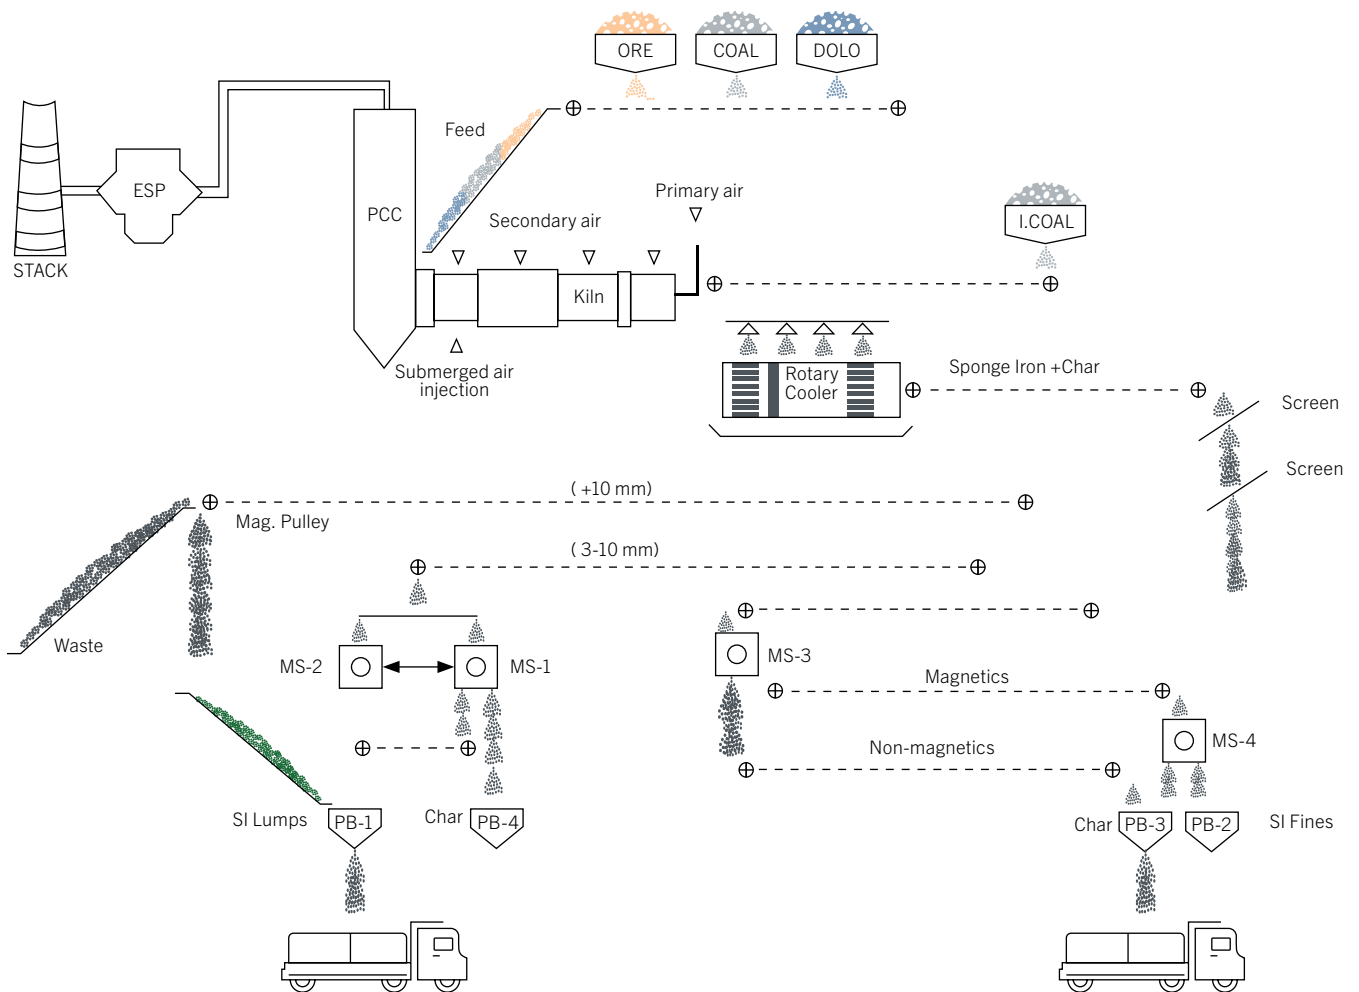 ORE
COAL
DOLO
Feed
ESP
PCC
Primary air
Secondary air
I.COAL
STACK
Kiln
Submerged air
injection
Rotary
Cooler
Sponge Iron +Char
Screen
Screen
( +10 mm)
Mag. Pulley
( 3-10 mm)
Waste
MS-2
MS-1
MS-3
Magnetics
MS-4
Non-magnetics
SI Lumps
PB-1
Char
PB-4
Char
PB-3
PB-2
SI Fines